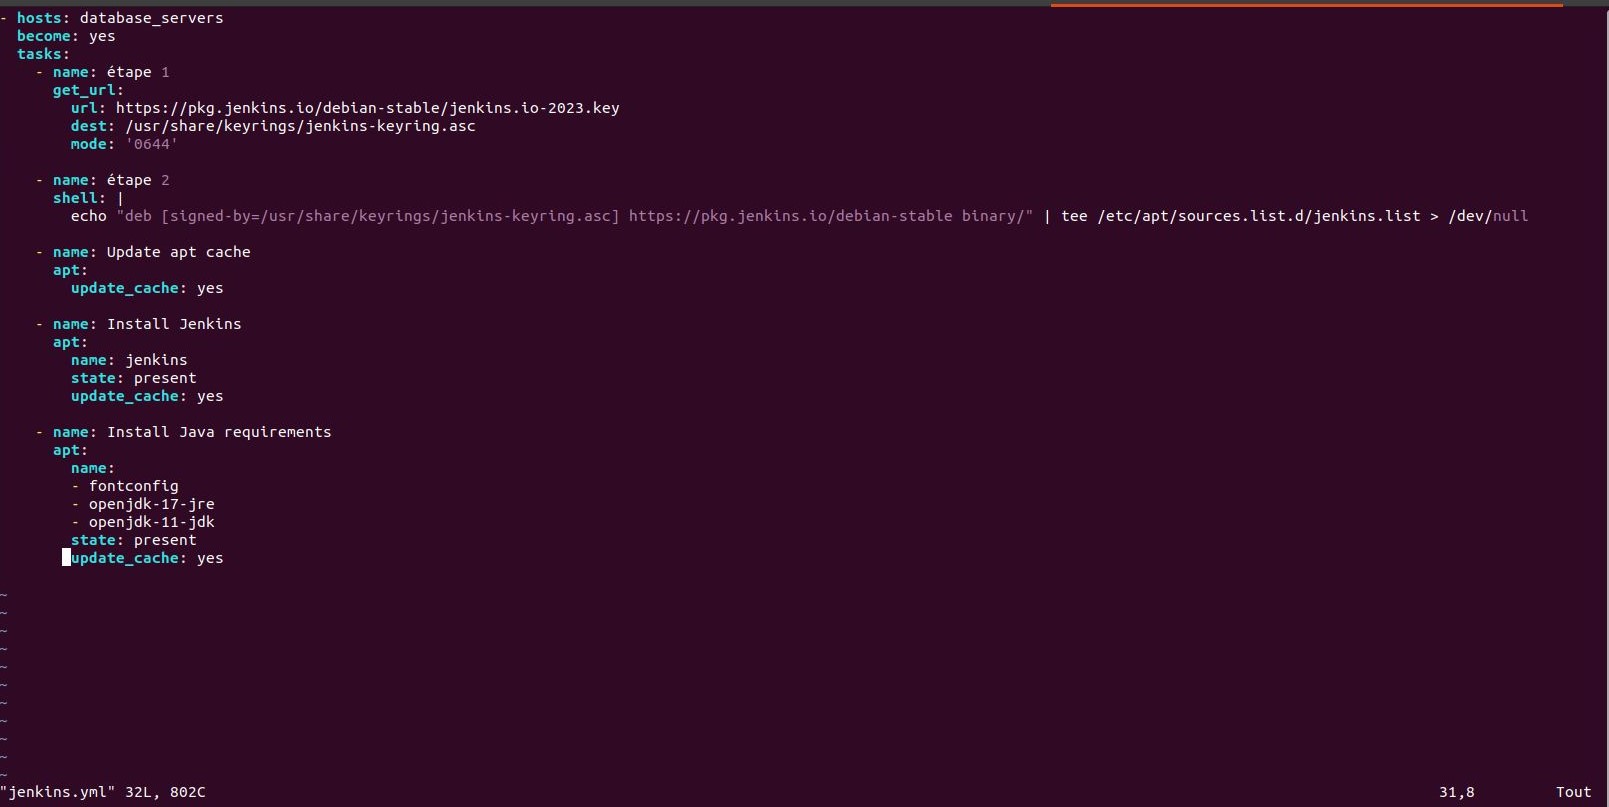 - hosts: database_servers
  become: yes
  tasks:
    - name: étape 1
      get_url:
        url: https://pkg.jenkins.io/debian-stable/jenkins.io-2023.key
        dest: /usr/share/keyrings/jenkins-keyring.asc
        mode: '0644'
    - name: étape 2
      shell: |
        echo "deb [signed-by=/usr/share/keyrings/jenkins-keyring.asc] https://pkg.jenkins.io/debian-stable binary/" | tee /etc/apt/sources.list.d/jenkins.list > /dev/null
    - name: Update apt cache
      apt:
        update_cache: yes
    - name: Install Jenkins
      apt:
        name: jenkins
        state: present
        update_cache: yes
    - name: Install Java requirements
      apt:
        name:
        - fontconfig
        - openjdk-17-jre
        - openjdk-11-jdk
        state: present
        update_cache: yes
~
~
~
~
~
~
~
~
~
~
~
"jenkins.yml" 32L, 802C 31,8 Tout